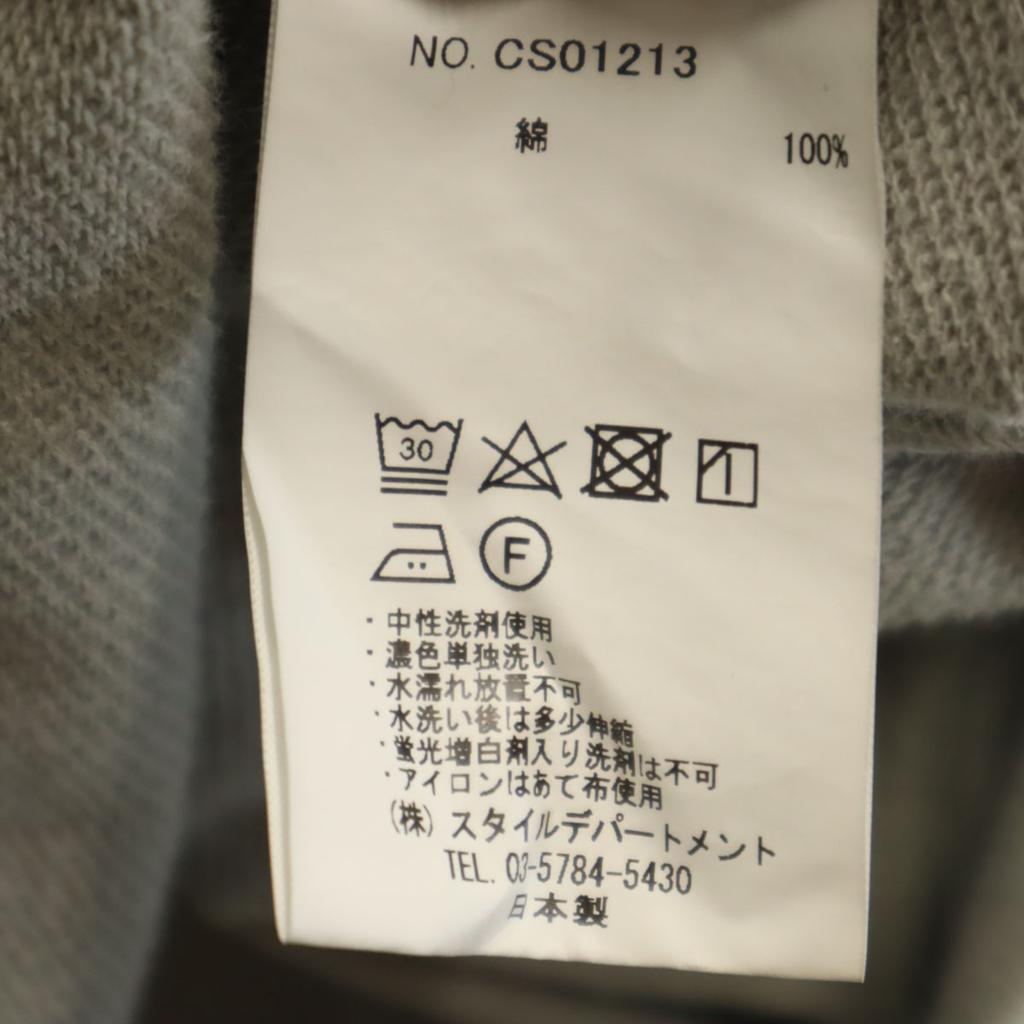 NO. CS01213
綿 100%
30
F
・中性洗剤使用
・濃色単独洗い
・水濡れ放置不可
・水洗い後は多少伸縮
・蛍光増白剤入り洗剤は不可
・アイロンはあて布使用
(株) スタイルデパートメント
TEL. 03-5784-5430
日本製